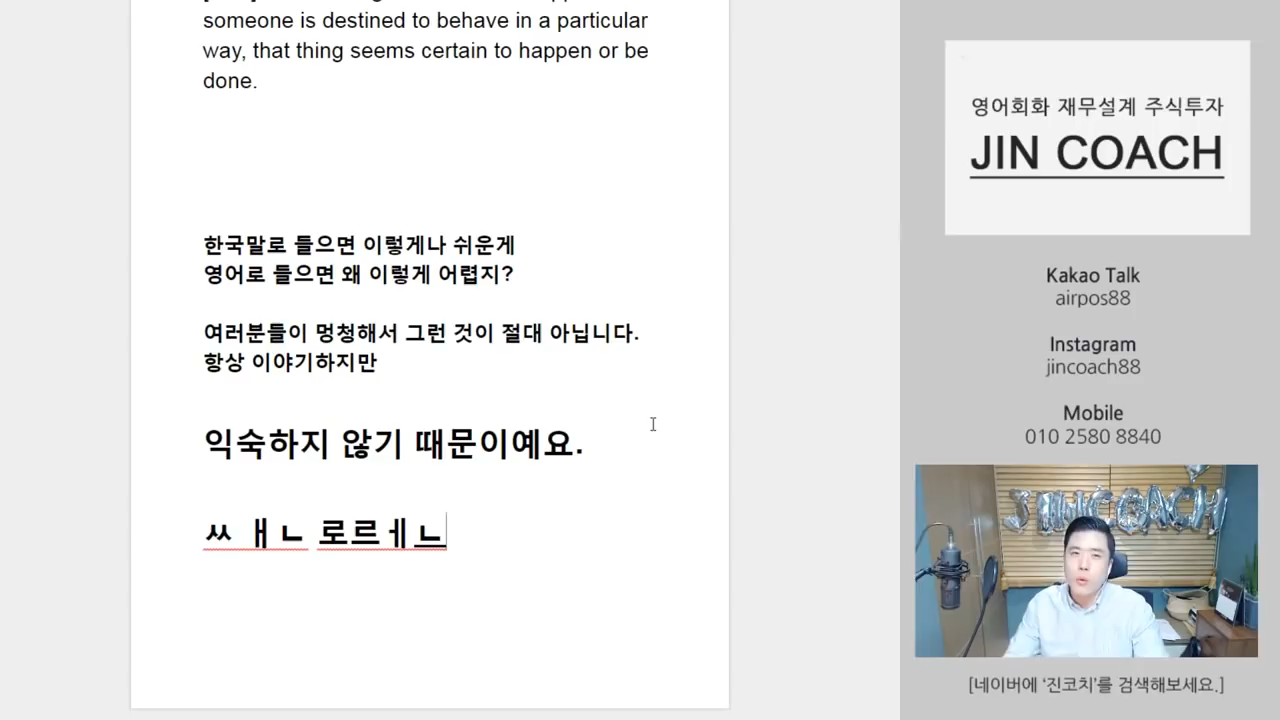 someone is destined to behave in a particular
way, that thing seems certain to happen or be
done.
한국말로 들으면 이렇게나 쉬운게
영어로 들으면 왜 이렇게 어렵지?
여러분들이 멍청해서 그런 것이 절대 아닙니다.
항상 이야기하지만
익숙하지 않기 때문이예요.
ㅆ ㅐㄴ 로르ㅔㄴ
영어회화 재무설계 주식투자
JIN COACH
Kakao Talk
airpos88
Instagram
jincoach88
Mobile
010 2580 8840
JINCOACH
[네이버에 '진코치'를 검색해보세요.]